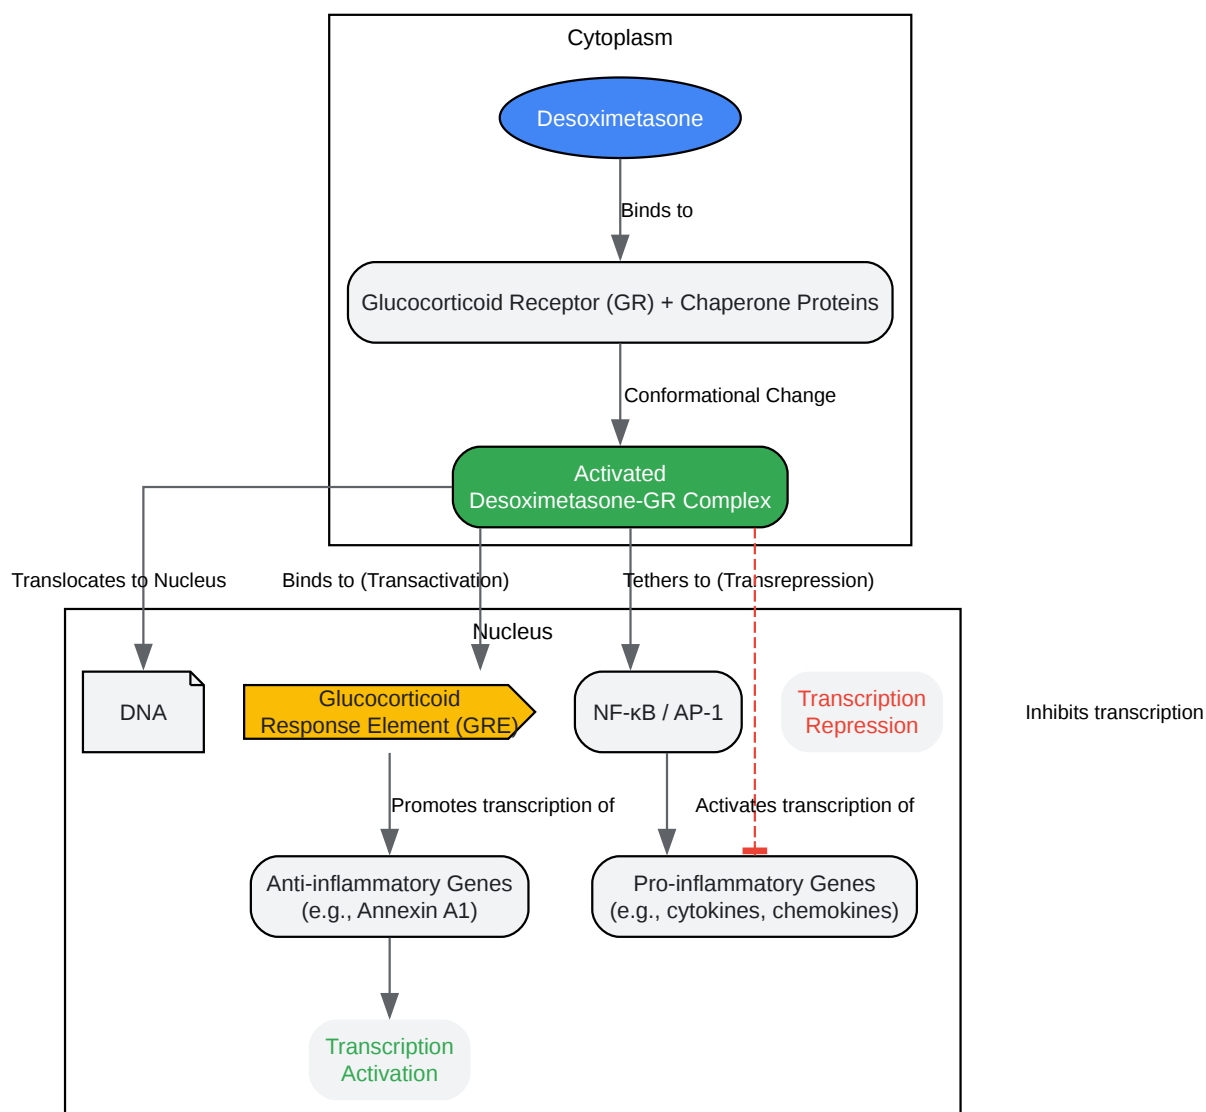 Cytoplasm
Desoximetasone
Binds to
Glucocorticoid Receptor (GR) + Chaperone Proteins
Conformational Change
Activated
Desoximetasone-GR Complex
Translocates to Nucleus
Binds to (Transactivation)
Tethers to (Transrepression)
Nucleus
DNA
Glucocorticoid
Response Element (GRE)
NF-κB / AP-1
Transcription
Repression
Inhibits transcription
Promotes transcription of
Activates transcription of
Anti-inflammatory Genes
(e.g., Annexin A1)
Pro-inflammatory Genes
(e.g., cytokines, chemokines)
Transcription
Activation